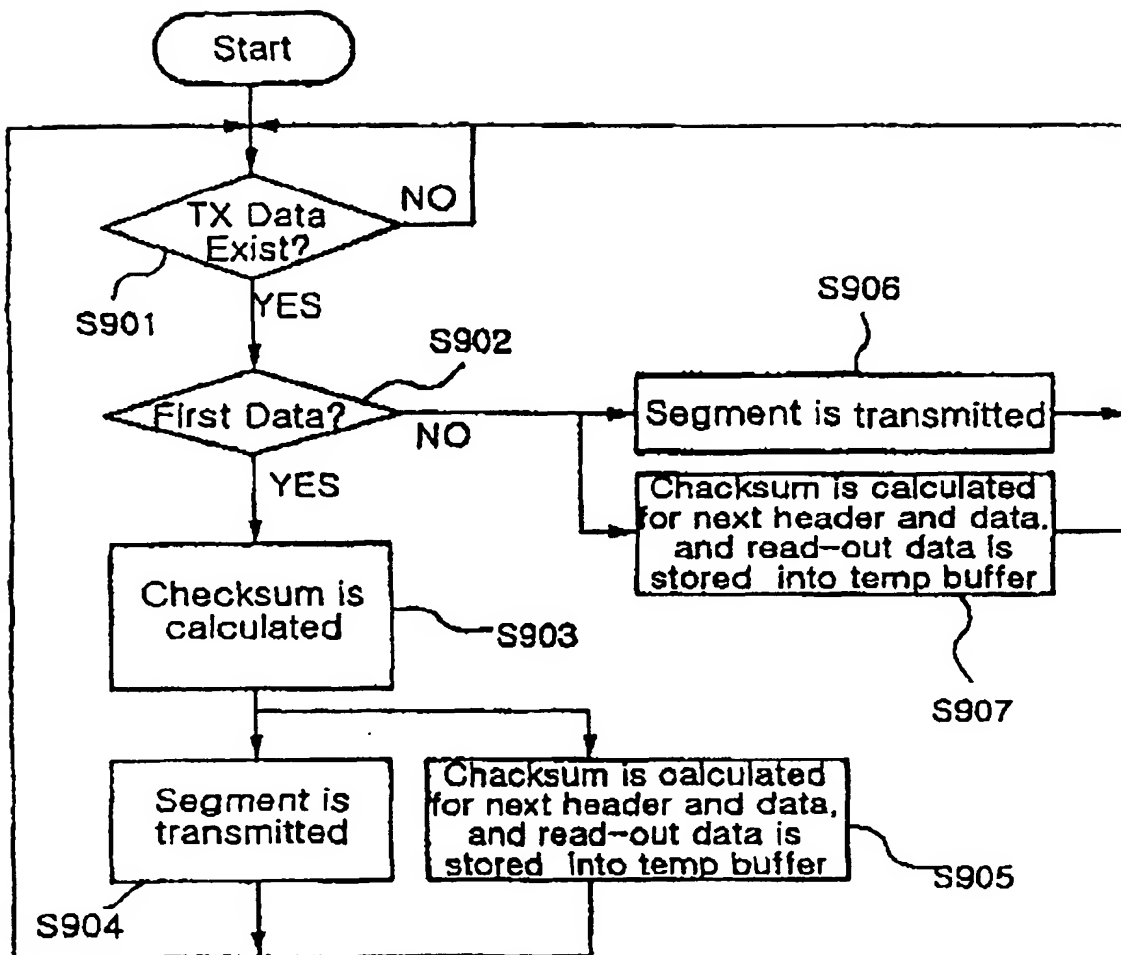 Start
NO
TX Data
Exist?
S901
YES
S902
First Data?
NO
YES
S906
Segment is transmitted
Chacksum is calculated
for next header and data,
and read-out data is
stored into temp buffer
S907
Checksum is
calculated
S903
Segment is
transmitted
S904
Chacksum is calculated
for next header and data,
and read-out data is
stored into temp buffer
S905